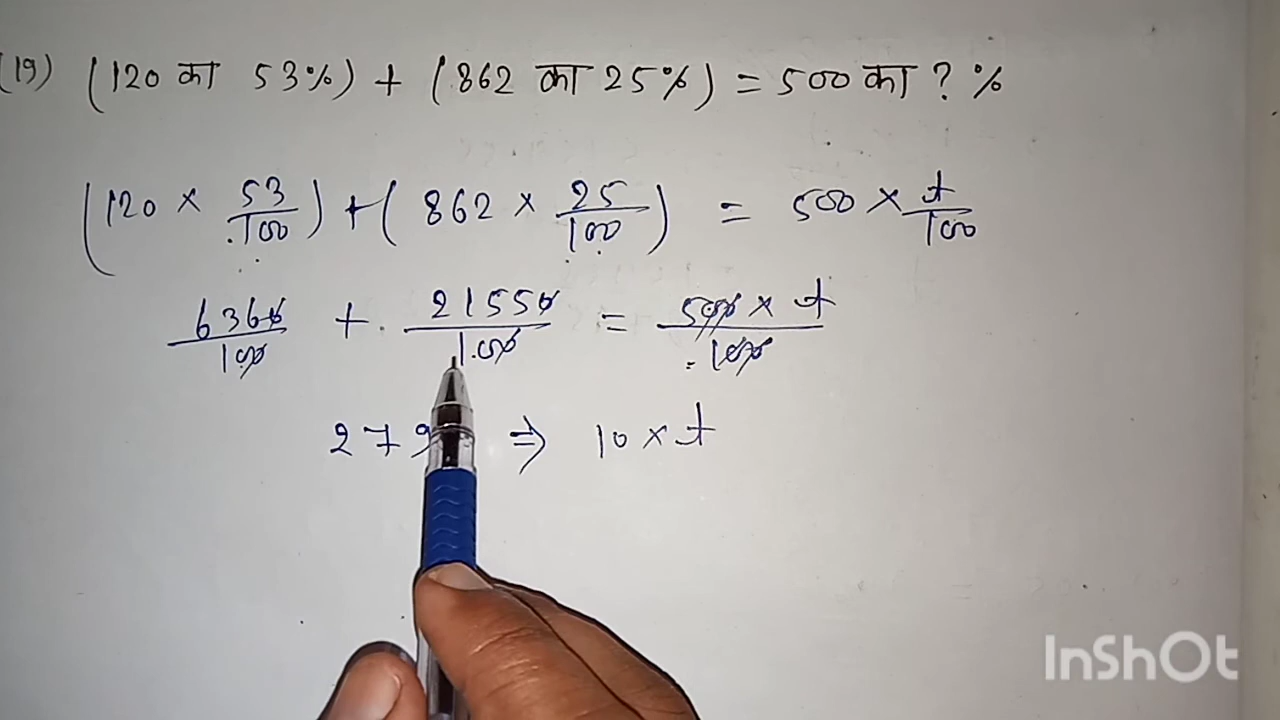 (19) (120 का 53%) + (862 का 25%) = 500 का ? %
(120 × 53/100) + (862 × 25/100) = 500 × t/100
6360/100 + 21550/100 = 500 × t/100
279 ⇒ 10 × t
InShOt